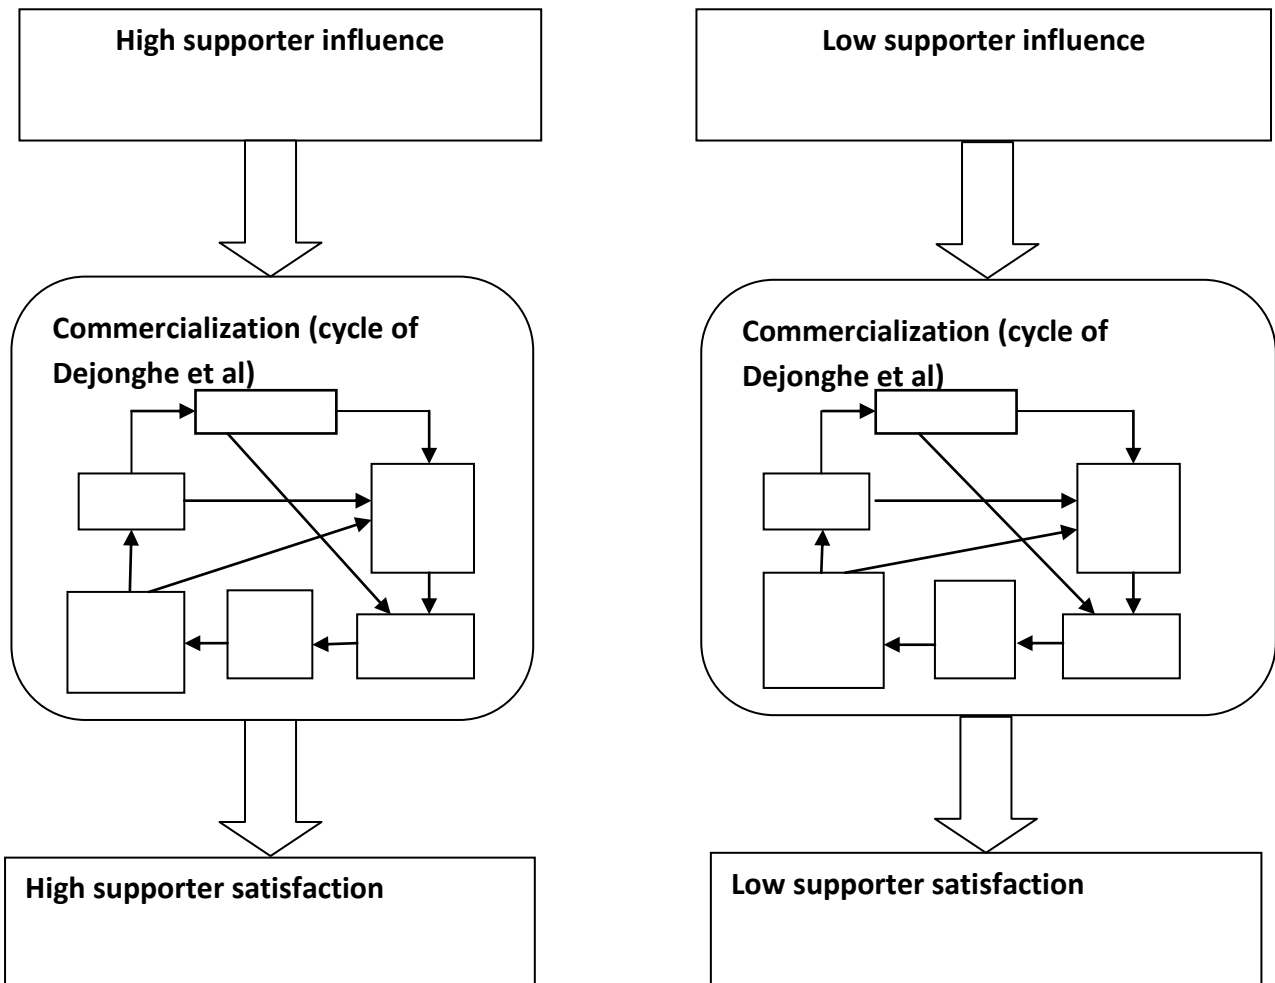 High supporter influence
Low supporter influence
Commercialization (cycle of
Dejonghe et al)
Commercialization (cycle of
Dejonghe et al)
High supporter satisfaction
Low supporter satisfaction